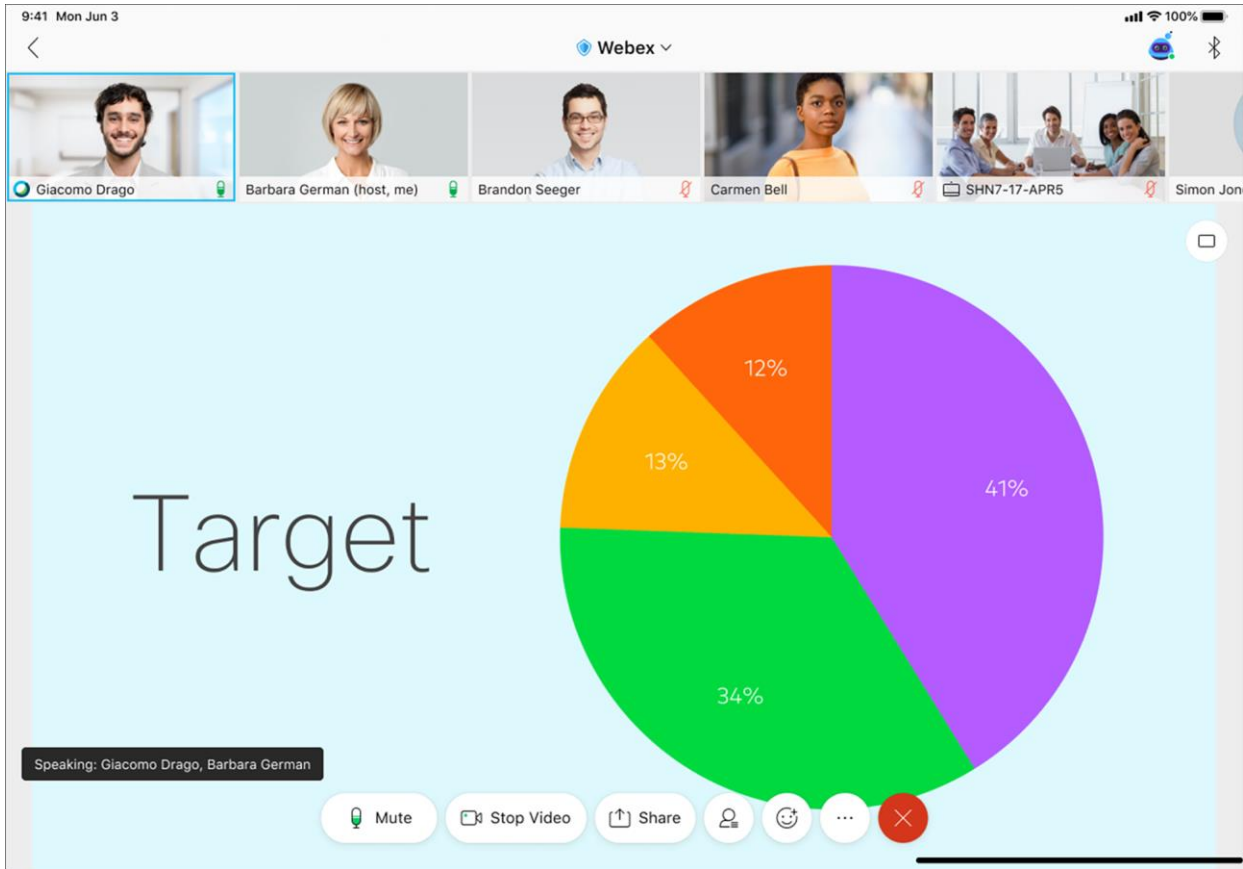 9:41 Mon Jun 3
100%
Webex
Giacomo Drago
Barbara German (host, me)
Brandon Seeger
Carmen Bell
SHN7-17-APR5
Simon Jon
12%
13%
41%
Target
34%
Speaking: Giacomo Drago, Barbara German
Mute
Stop Video
Share